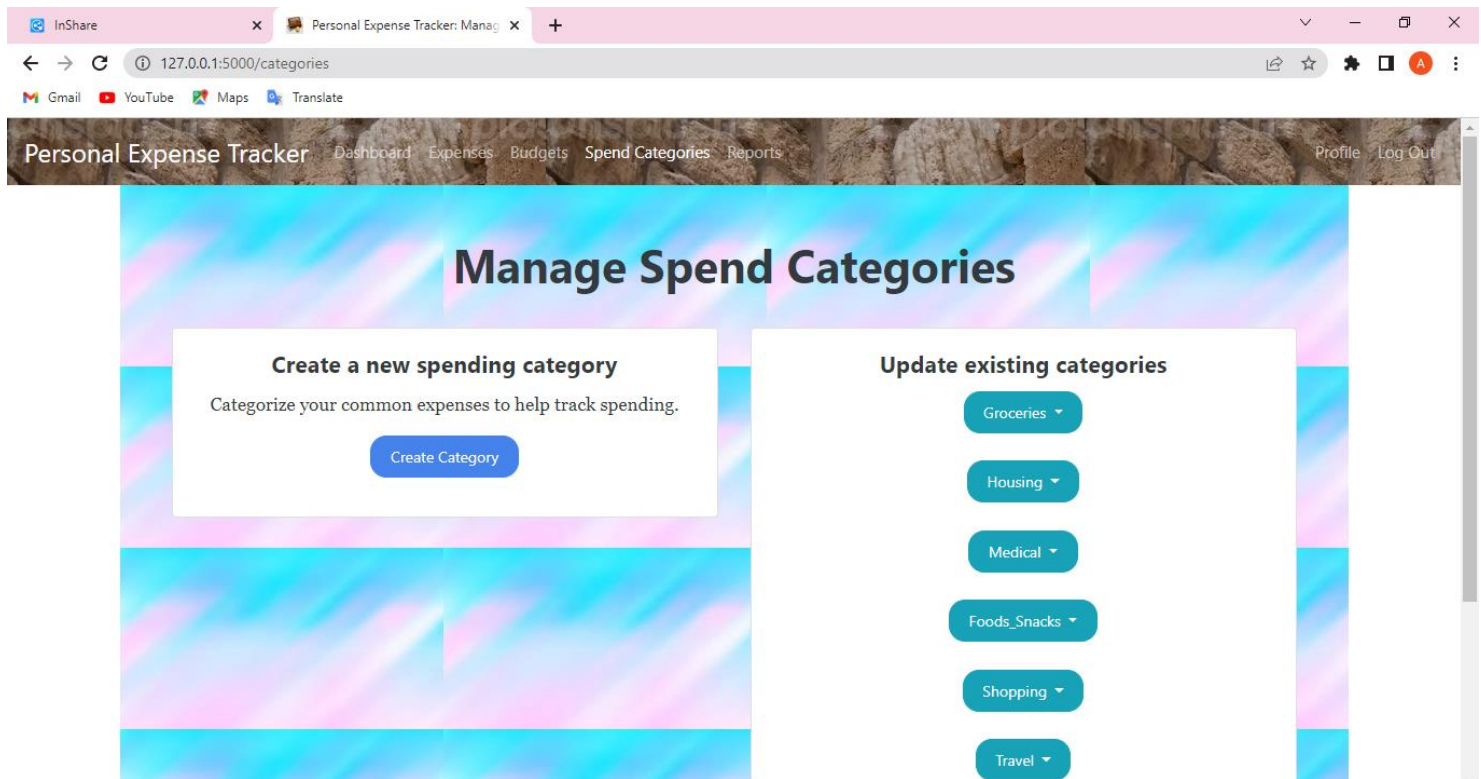 InShare
Personal Expense Tracker: Manag
127.0.0.1:5000/categories
A
Gmail YouTube Maps Translate
Personal Expense Tracker Dashboard Expenses Budgets Spend Categories Reports Profile Log Out
Manage Spend Categories
Create a new spending category
Categorize your common expenses to help track spending.
Create Category
Update existing categories
Groceries
Housing
Medical
Foods_Snacks
Shopping
Travel